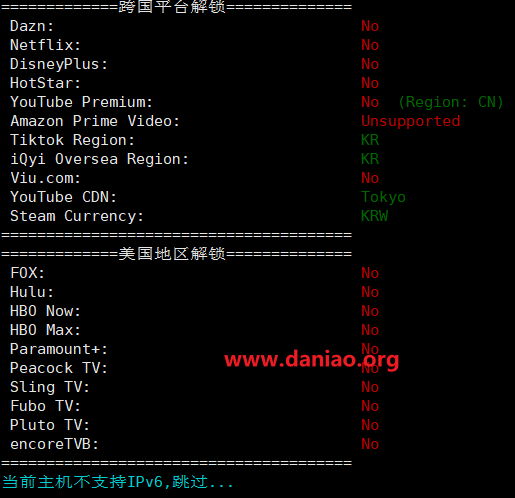 =============跨国平台解锁==============
Dazn: No
Netflix: No
DisneyPlus: No
HotStar: No
YouTube Premium: No (Region: CN)
Amazon Prime Video: Unsupported
Tiktok Region: KR
iQyi Oversea Region: KR
Viu.com: No
YouTube CDN: Tokyo
Steam Currency: KRW
=======================================
=============美国地区解锁==============
FOX: No
Hulu: No
HBO Now: No
HBO Max: No
Paramount+: No
www.daniao.org
Peacock TV: No
Sling TV: No
Fubo TV: No
Pluto TV: No
encoreTVB: No
=======================================
当前主机不支持IPv6,跳过...